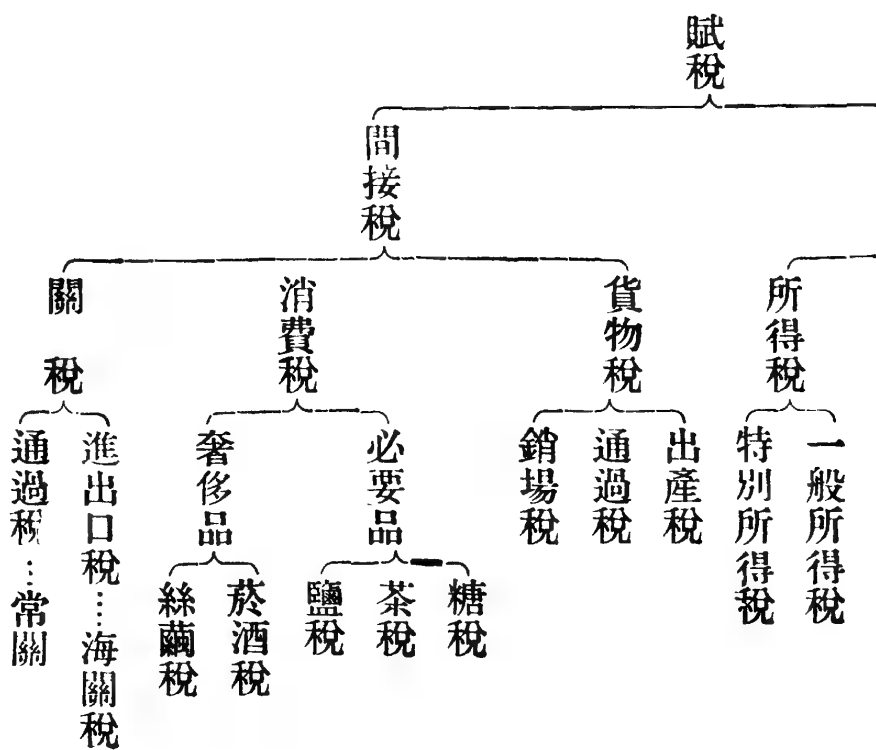 賦稅
所得稅
一般所得稅
特別所得稅
間接稅
貨物稅
出產稅
通過稅
銷場稅
消費稅
必要品
糖稅
茶稅
鹽稅
奢侈品
菸酒稅
絲繭稅
關稅
進出口稅…海關稅
通過稅…常關